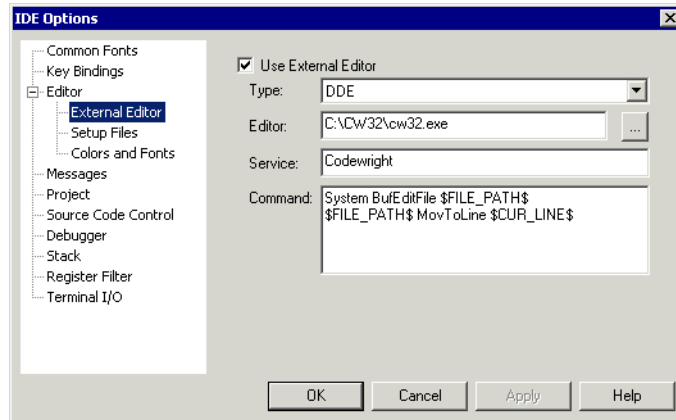 IDE Options
Common Fonts
Key Bindings
Editor
External Editor
Setup Files
Colors and Fonts
Messages
Project
Source Code Control
Debugger
Stack
Register Filter
Terminal I/O
Use External Editor
Type:
DDE
Editor:
C:\CW32\cw32.exe
...
Service:
Codewright
Command:
System BufEditFile $FILE_PATH$
$FILE_PATH$ MovToLine $CUR_LINE$
OK
Cancel
Apply
Help